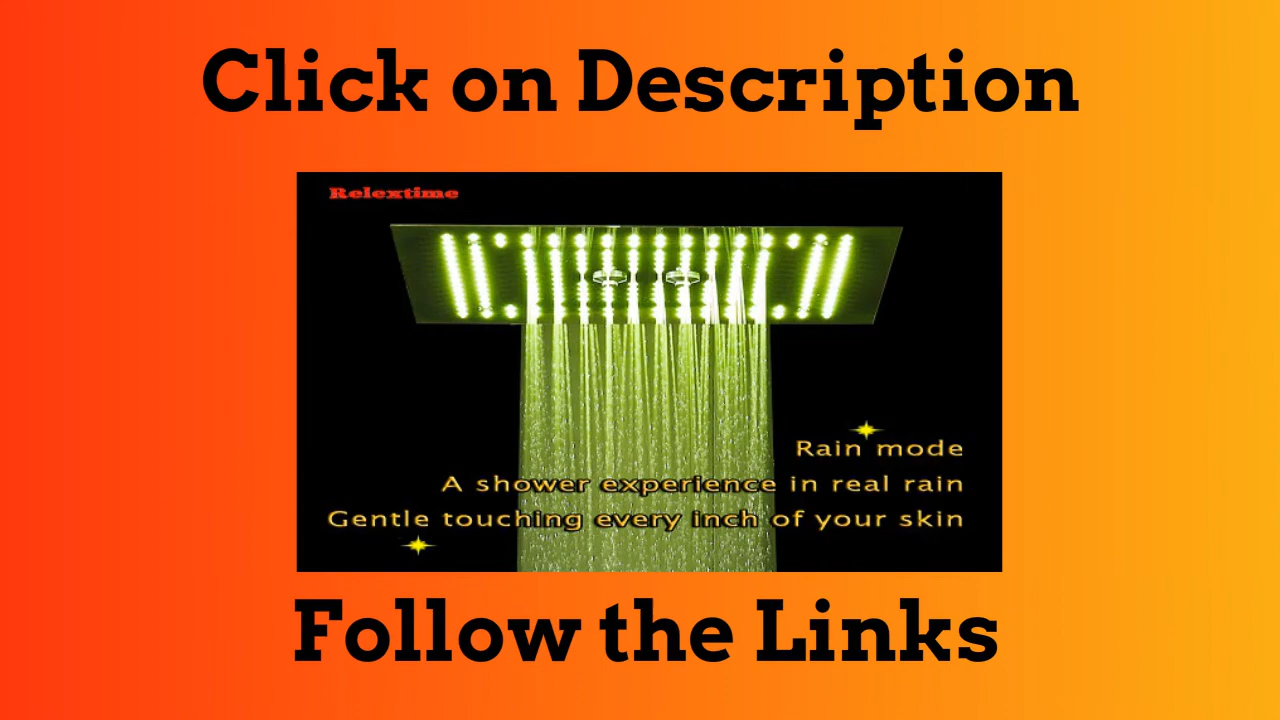 Click on Description
Relextime
Rain mode
A shower experience in real rain
Gentle touching every inch of your skin
Follow the Links